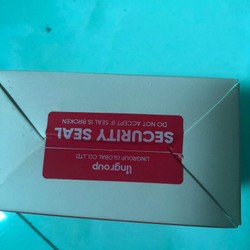 lingroup
LINGROUP GLOBAL CO.,LTD
SECURITY SEAL
DO NOT ACCEPT IF SEAL IS BROKEN